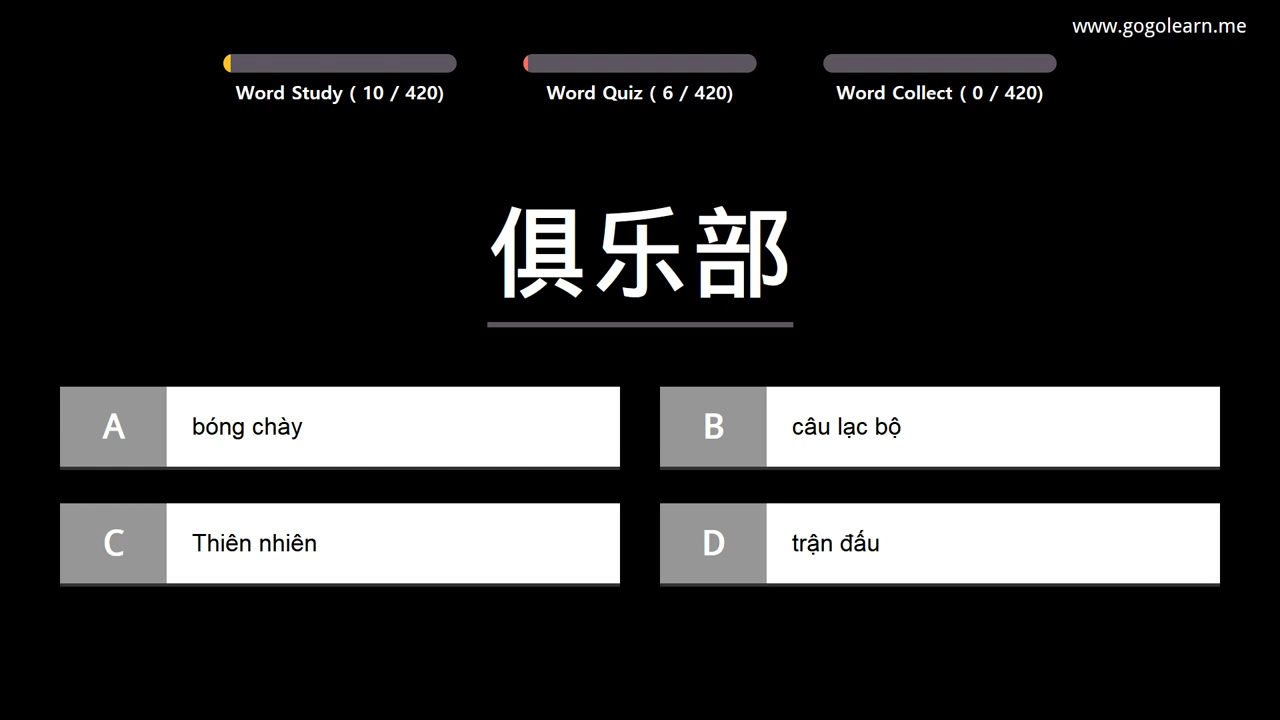 www.gogolearn.me
Word Study ( 10 / 420)
Word Quiz ( 6 / 420)
Word Collect ( 0 / 420)
俱乐部
A bóng chày
B câu lạc bộ
C Thiên nhiên
D trận đấu